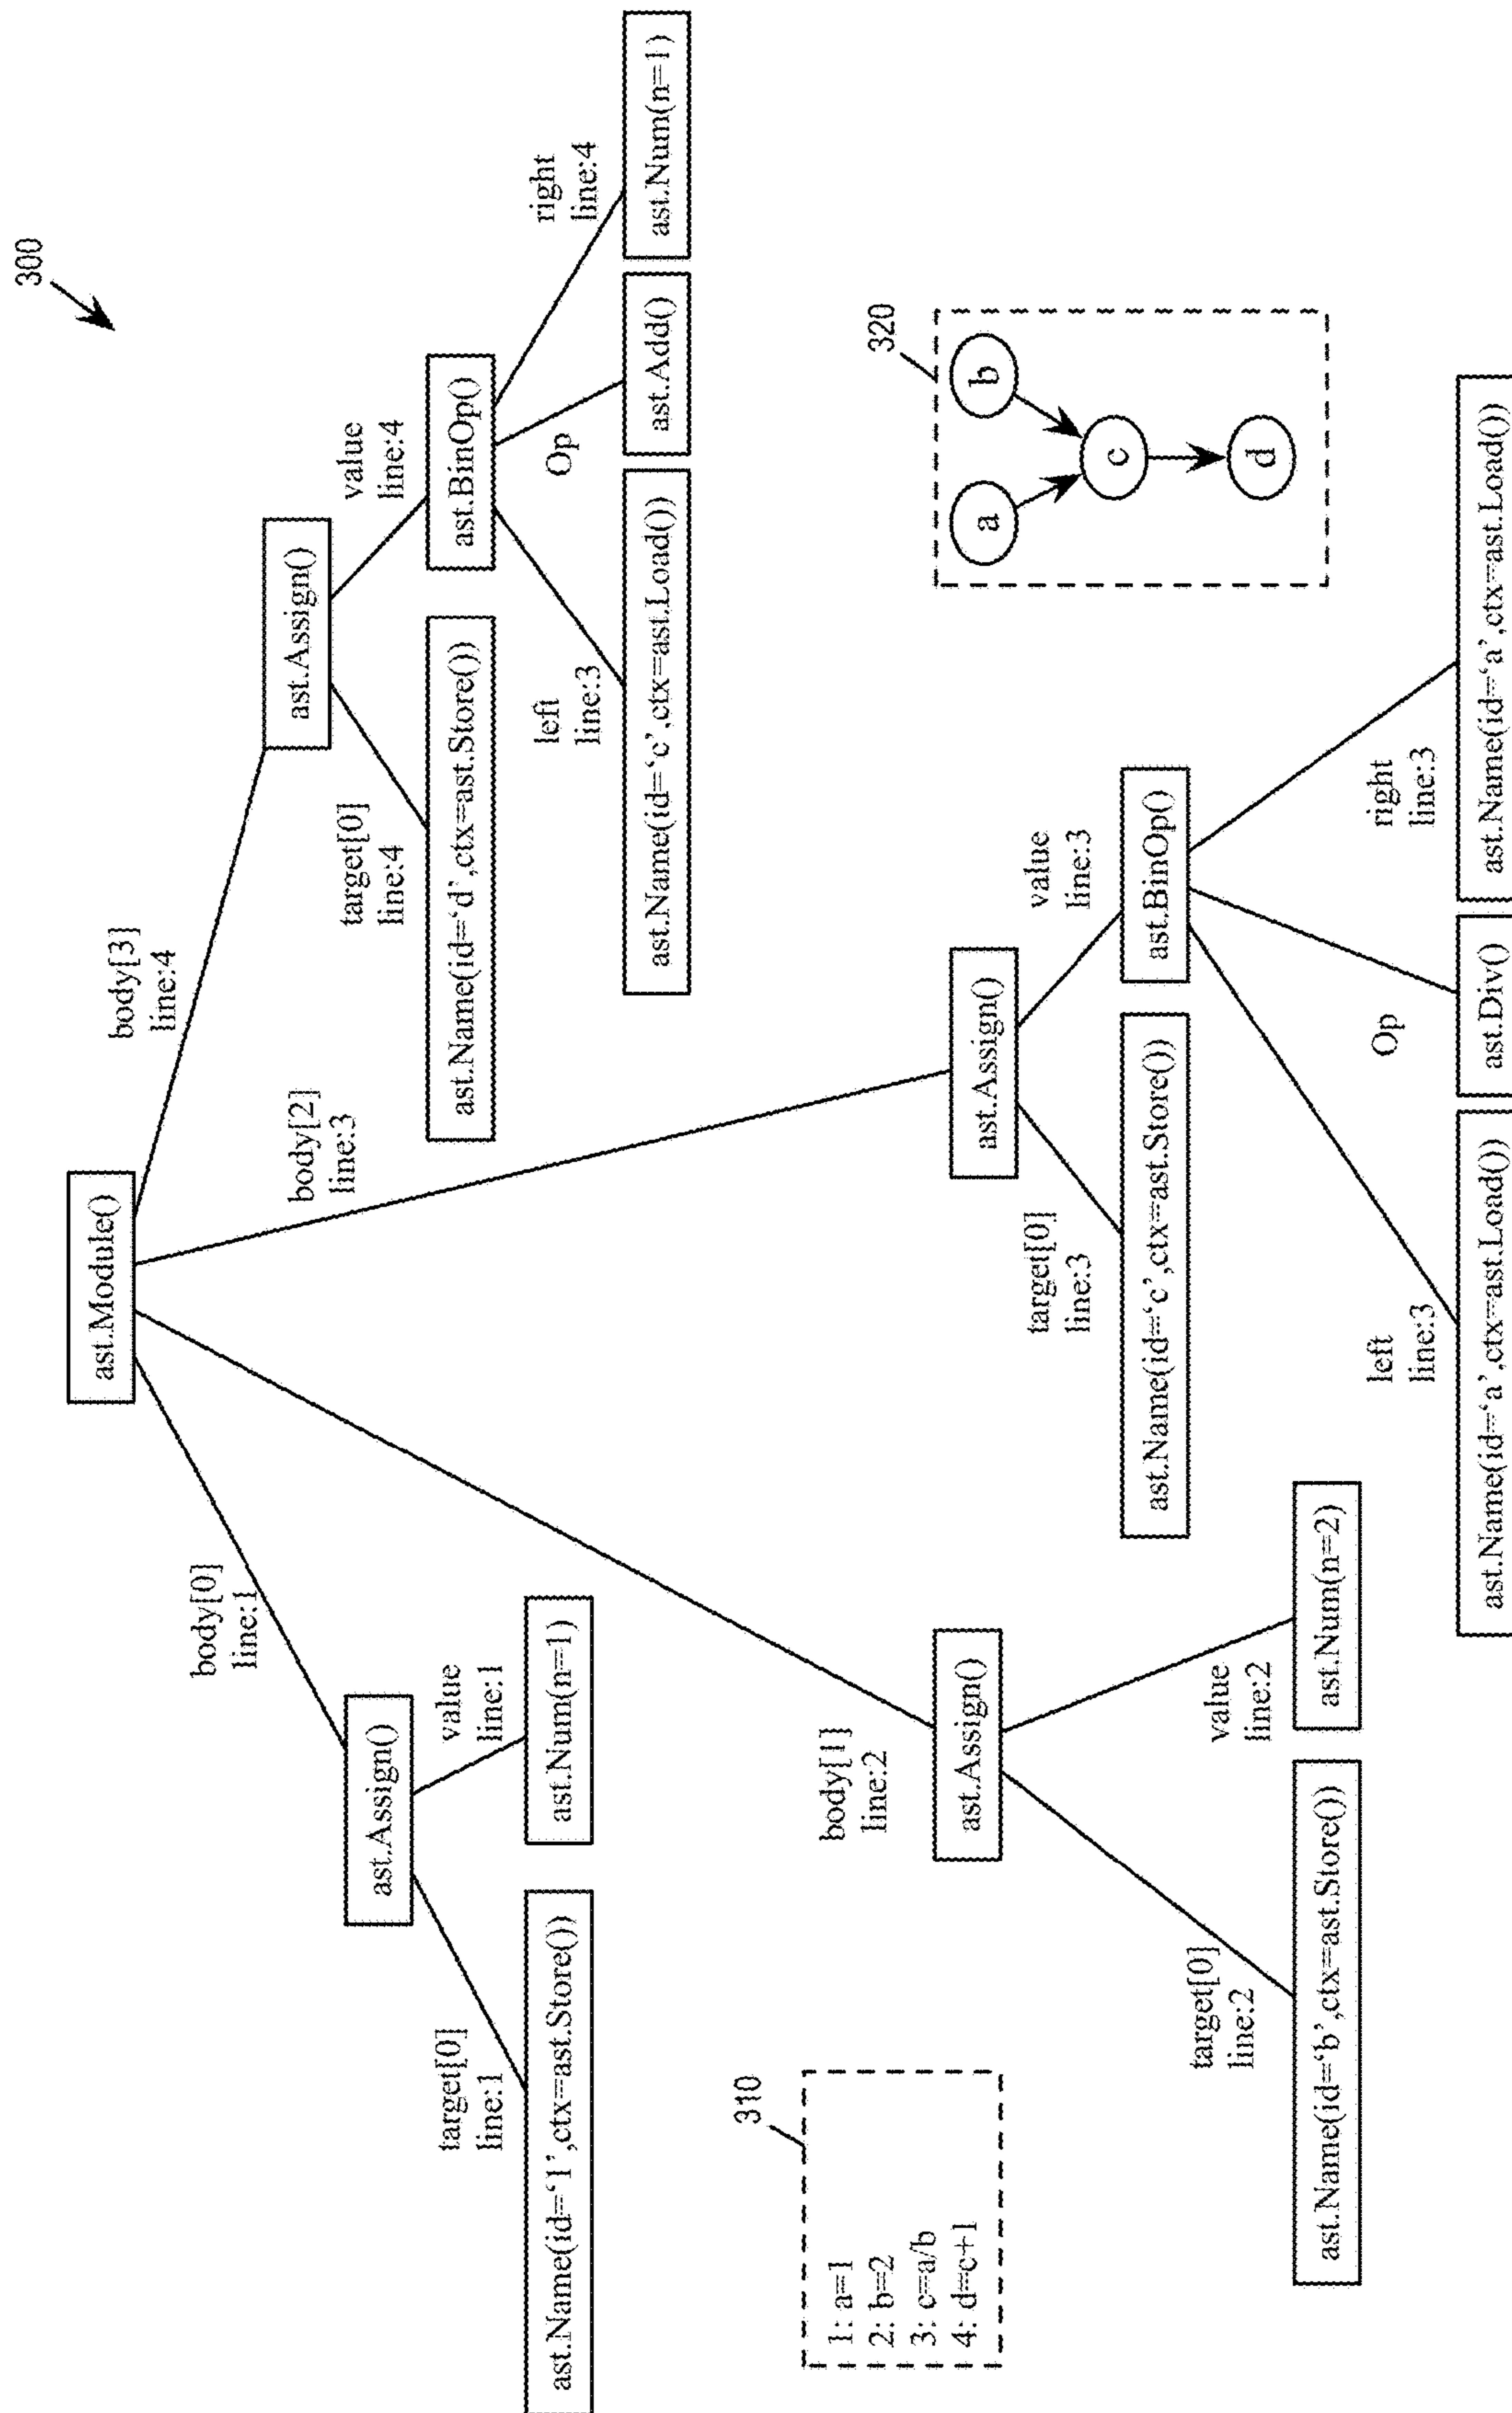 300
ast.Module()
body[0]
line:1
body[1]
line:2
body[2]
line:3
body[3]
line:4
ast.Assign()
target[0]
line:1
value
line:1
ast.Name(id=‘1’,ctx=ast.Store())
ast.Num(n=1)
ast.Assign()
target[0]
line:2
value
line:2
ast.Name(id=‘b’,ctx=ast.Store())
ast.Num(n=2)
ast.Assign()
target[0]
line:3
value
line:3
ast.Name(id=‘c’,ctx=ast.Store())
ast.BinOp()
left
line:3
Op
right
line:3
ast.Name(id=‘a’,ctx=ast.Load())
ast.Div()
ast.Name(id=‘a’,ctx=ast.Load())
ast.Assign()
target[0]
line:4
value
line:4
ast.Name(id=‘d’,ctx=ast.Store())
ast.BinOp()
left
line:3
Op
right
line:4
ast.Name(id=‘c’,ctx=ast.Load())
ast.Add()
ast.Num(n=1)
310
1: a=1
2: b=2
3: c=a/b
4: d=c+1
320
a
b
c
d